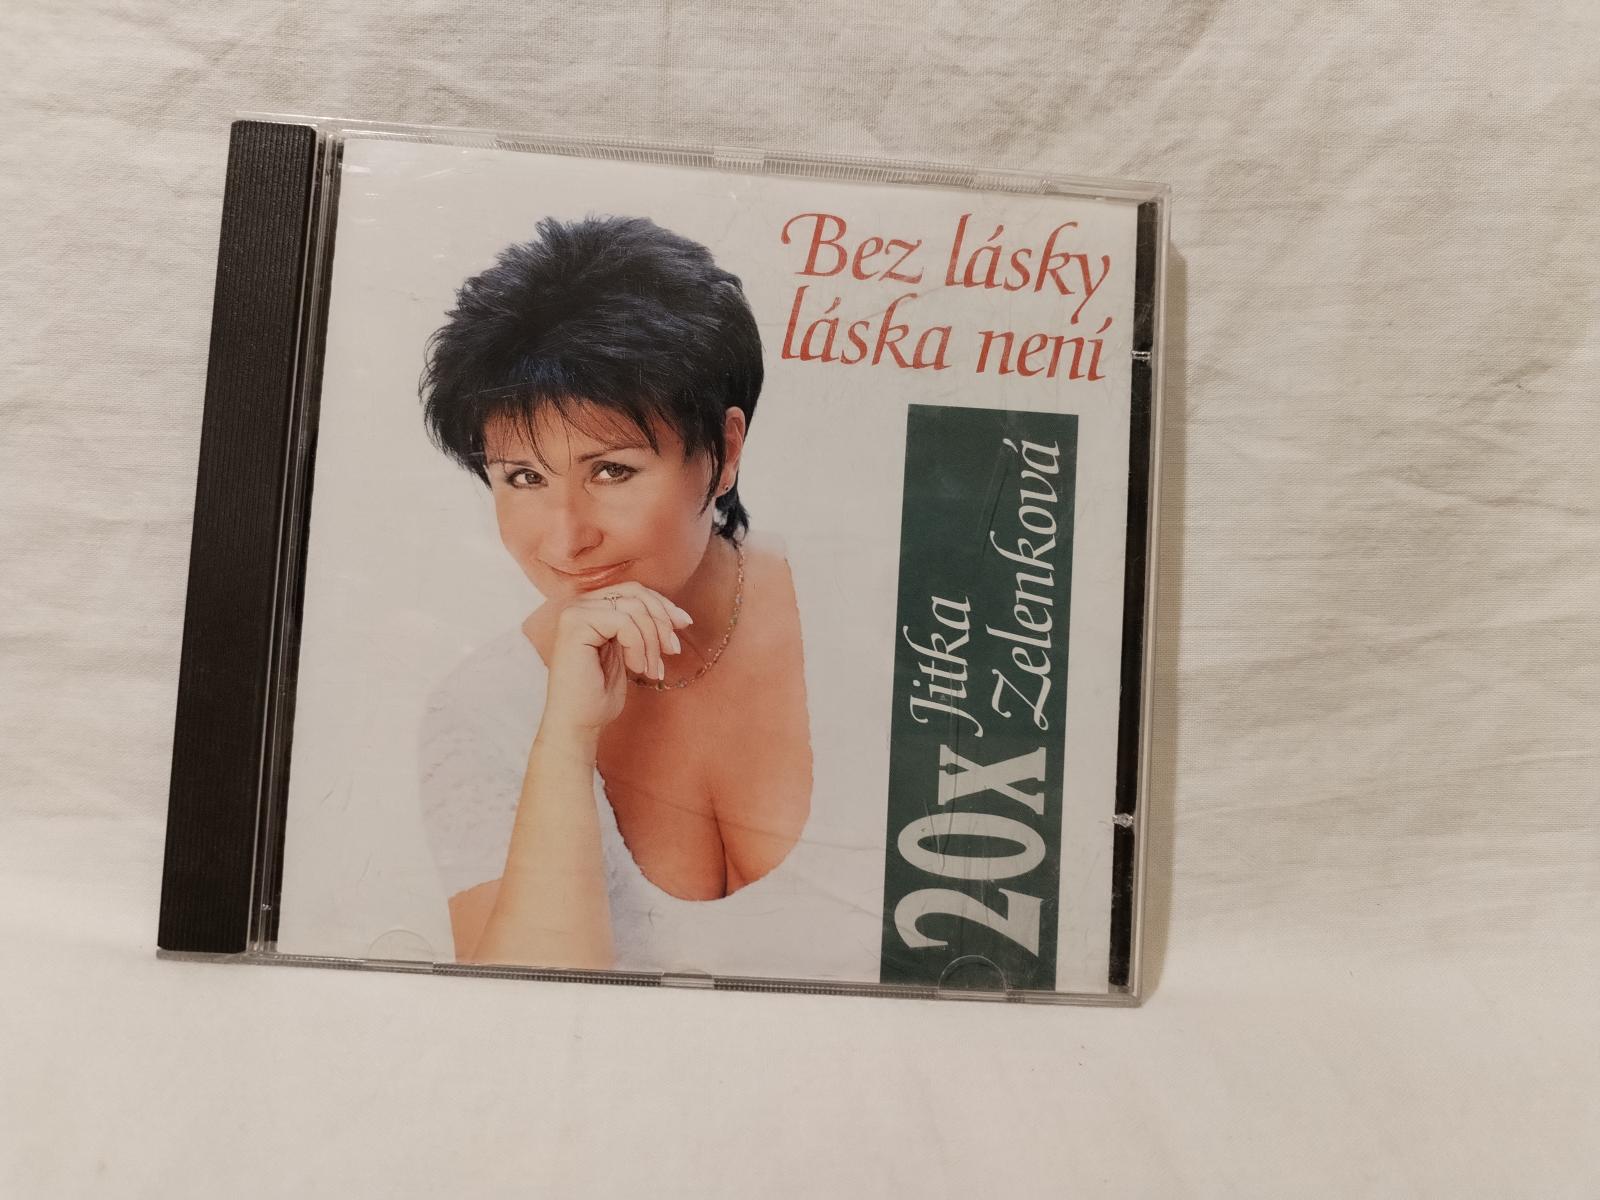 Bez lásky
láska není
20x Jitka
Zelenková